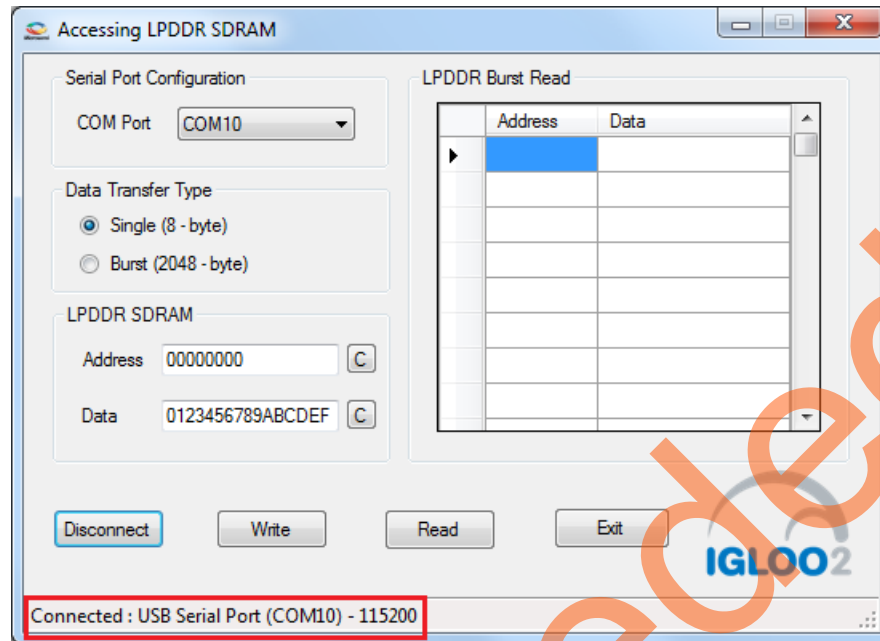 Accessing LPDDR SDRAM
Serial Port Configuration
COM Port COM10
Data Transfer Type
Single (8 - byte)
Burst (2048 - byte)
LPDDR SDRAM
Address 00000000 C
Data 0123456789ABCDEF C
LPDDR Burst Read
Address Data
Disconnect Write Read Exit
IGLOO2
Connected : USB Serial Port (COM10) - 115200